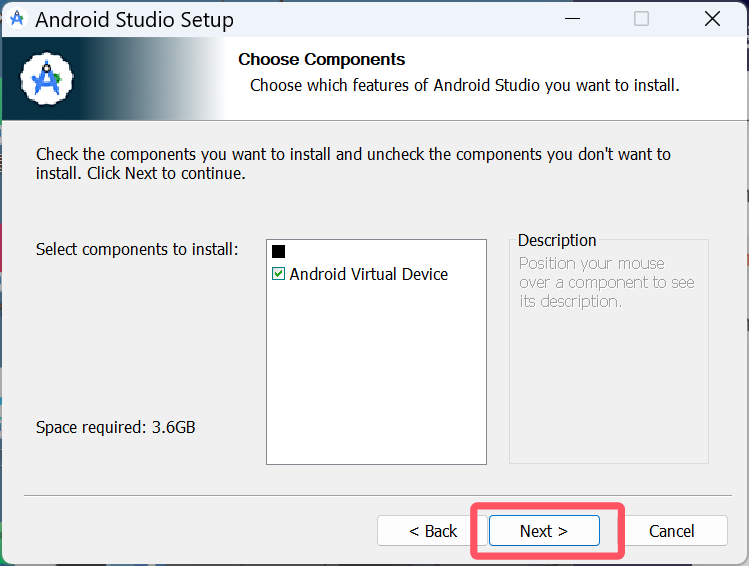 Android Studio Setup
Choose Components
Choose which features of Android Studio you want to install.
Check the components you want to install and uncheck the components you don't want to
install. Click Next to continue.
Select components to install:
Android Virtual Device
Description
Position your mouse
over a component to see
its description.
Space required: 3.6GB
< Back
Next >
Cancel